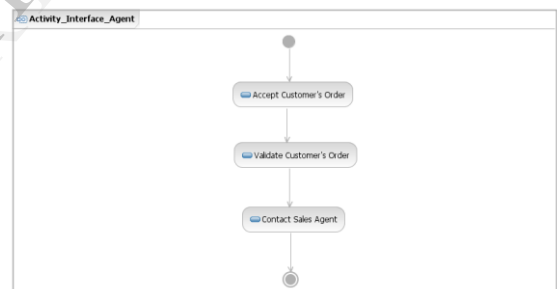 Activity_Interface_Agent
Accept Customer's Order
Validate Customer's Order
Contact Sales Agent